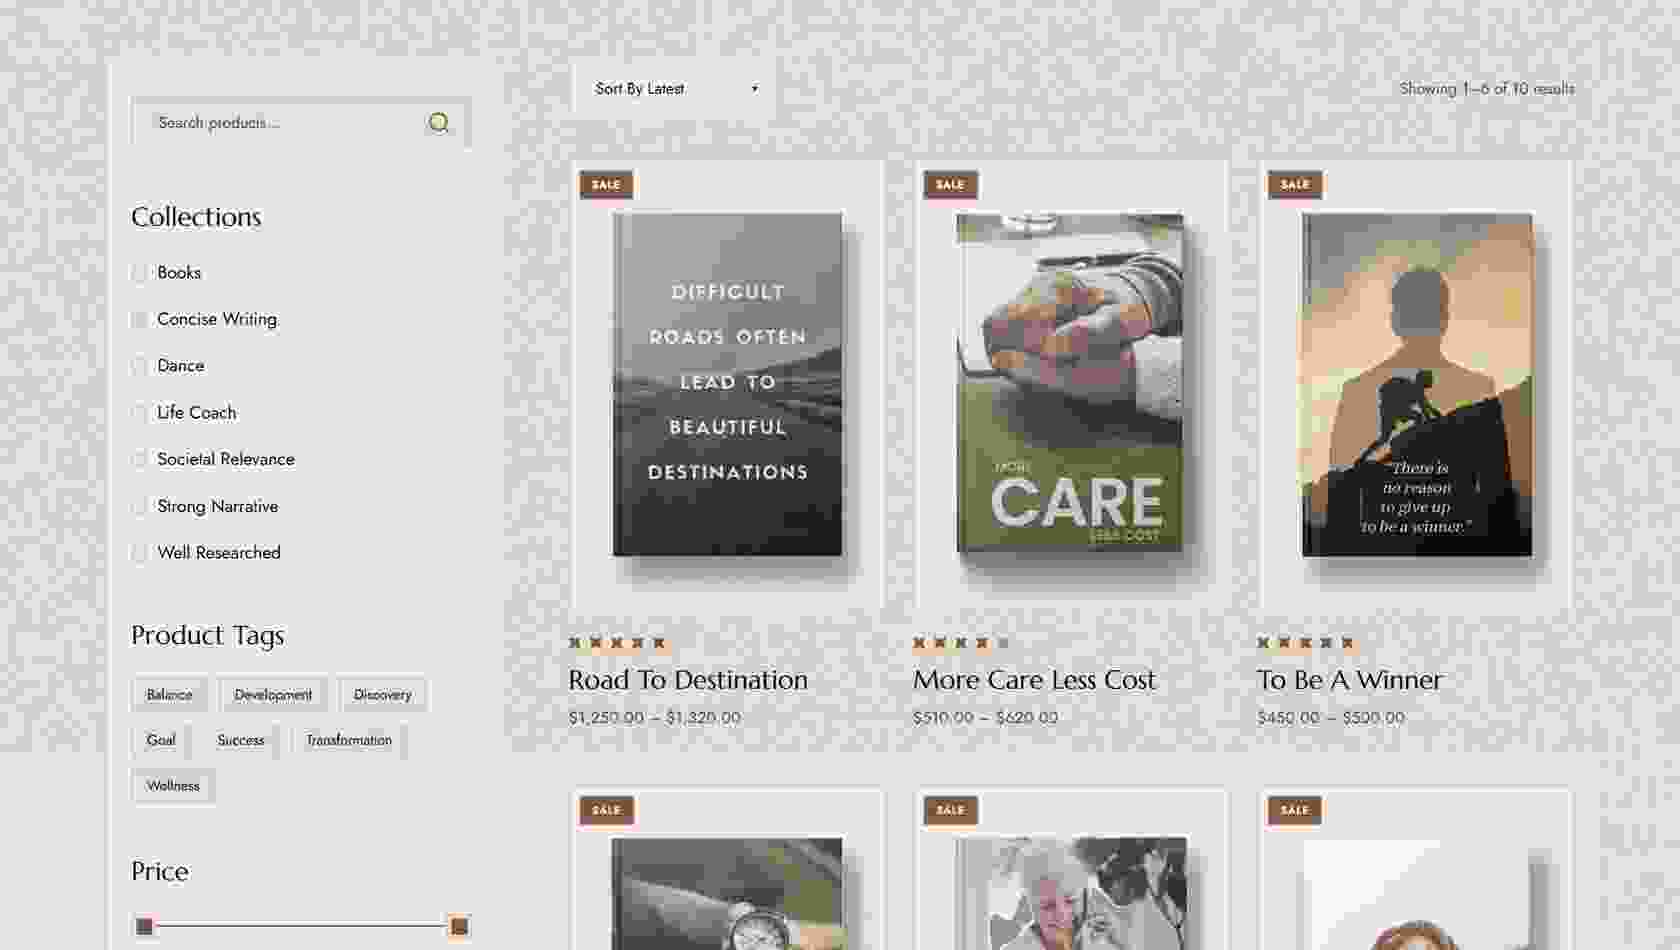 Sort By Latest
Showing 1–6 of 10 results
Search products...
Collections
Books
Concise Writing
Dance
Life Coach
Societal Relevance
Strong Narrative
Well Researched
Product Tags
Balance
Development
Discovery
Goal
Success
Transformation
Wellness
Price
SALE
DIFFICULT
ROADS OFTEN
LEAD TO
BEAUTIFUL
DESTINATIONS
Road To Destination
$1,250.00 – $1,320.00
SALE
MORE
CARE
LESS COST
More Care Less Cost
$510.00 – $620.00
SALE
"There is
no reason
to give up
to be a winner."
To Be A Winner
$450.00 – $500.00
SALE
SALE
SALE